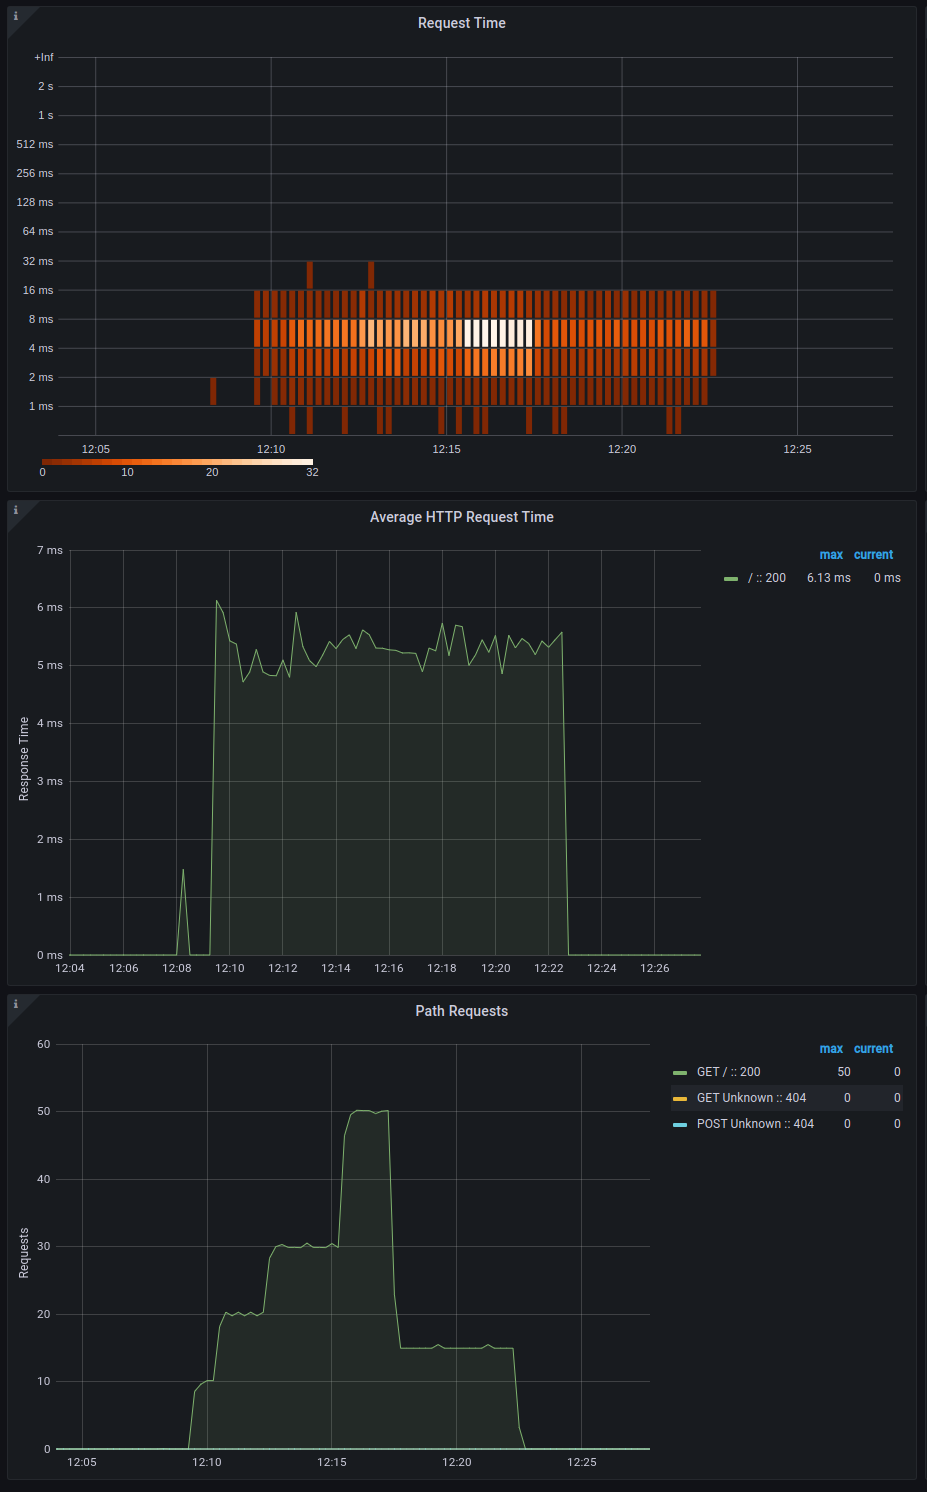 i
Request Time
+Inf
2 s
1 s
512 ms
256 ms
128 ms
64 ms
32 ms
16 ms
8 ms
4 ms
2 ms
1 ms
12:05 12:10 12:15 12:20 12:25
0 10 20 32
i
Average HTTP Request Time
max current
/ :: 200 6.13 ms 0 ms
7 ms
6 ms
5 ms
4 ms
3 ms
2 ms
1 ms
0 ms
Response Time
12:04 12:06 12:08 12:10 12:12 12:14 12:16 12:18 12:20 12:22 12:24 12:26
i
Path Requests
max current
GET / :: 200 50 0
GET Unknown :: 404 0 0
POST Unknown :: 404 0 0
60
50
40
30
20
10
0
Requests
12:05 12:10 12:15 12:20 12:25